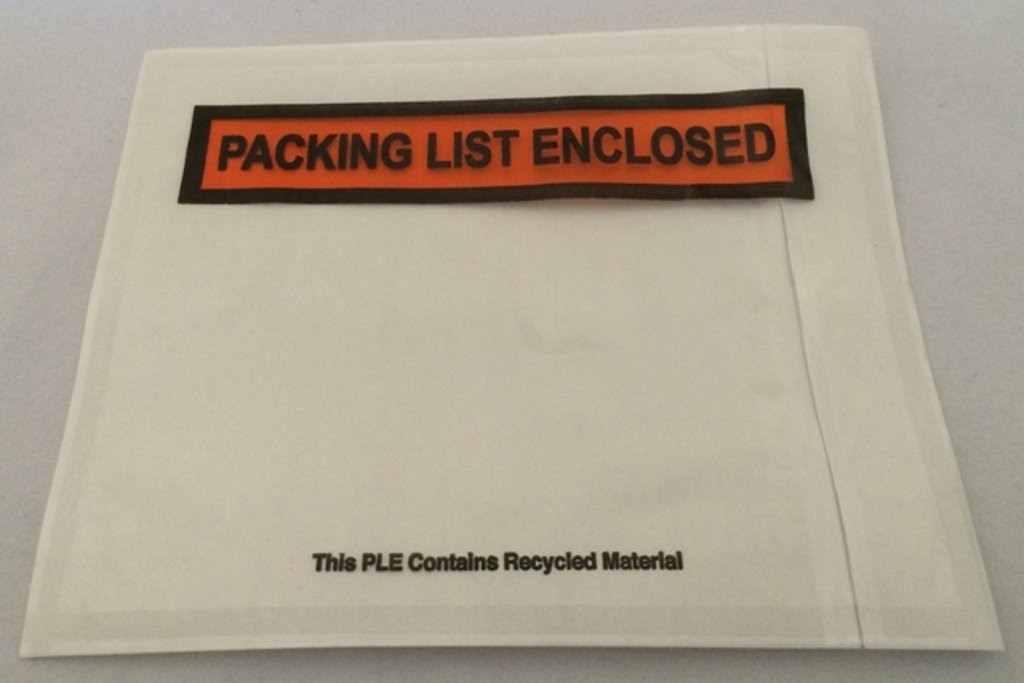 PACKING LIST ENCLOSED
This PLE Contains Recycled Material